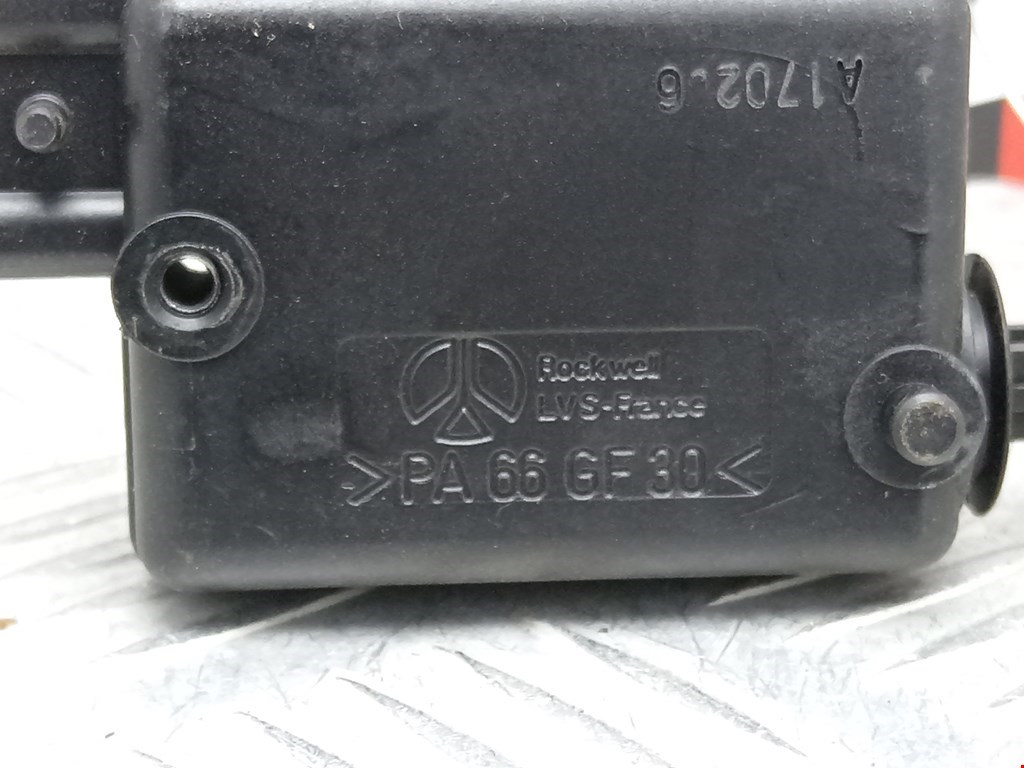 A1702.6
Rockwell
LVS-France
>PA 66 GF 30<